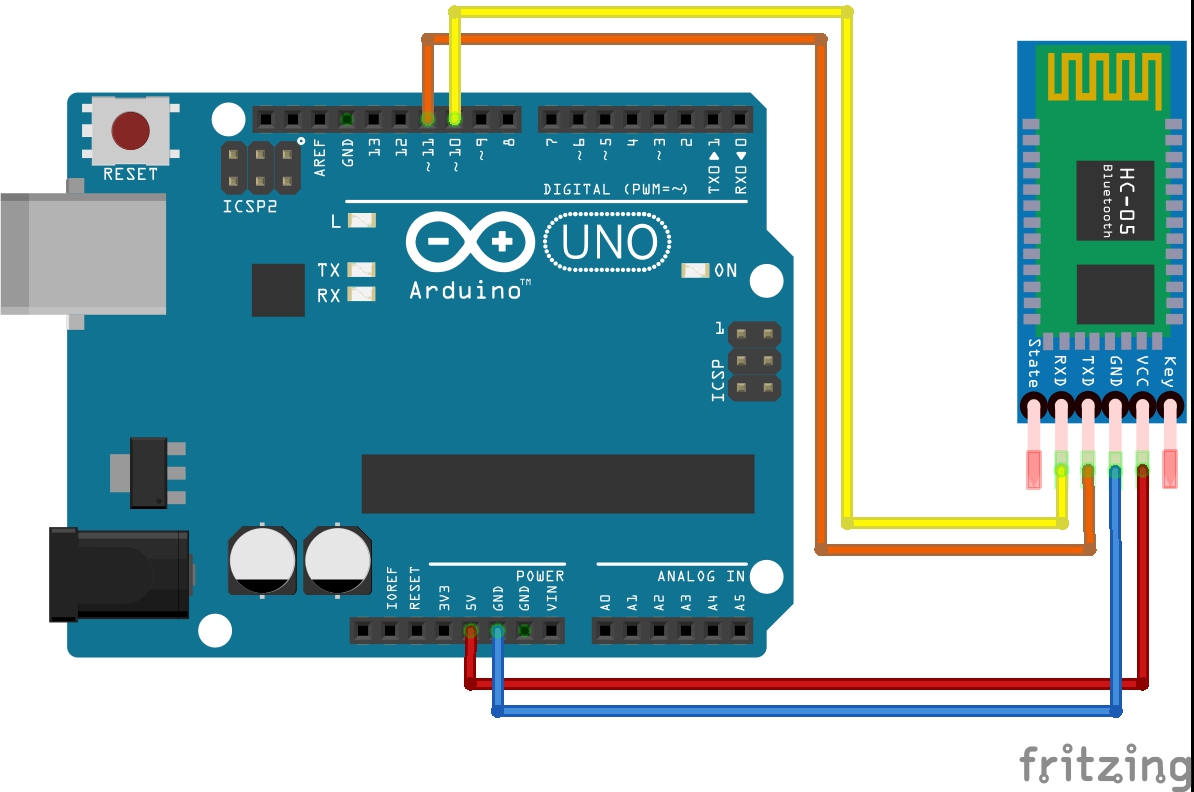 RESET
ICSP2
AREF
GND
13
12
~11
~10
~9
8
7
~6
~5
4
~3
2
TX0▶1
RX0◀0
DIGITAL (PWM=~)
L
TX
RX
UNO
Arduino™
ON
1
ICSP
IOREF
RESET
3V3
5V
GND
GND
VIN
POWER
ANALOG IN
A0
A1
A2
A3
A4
A5
HC-05
Bluetooth
State
RXD
TXD
GND
VCC
Key
fritzing